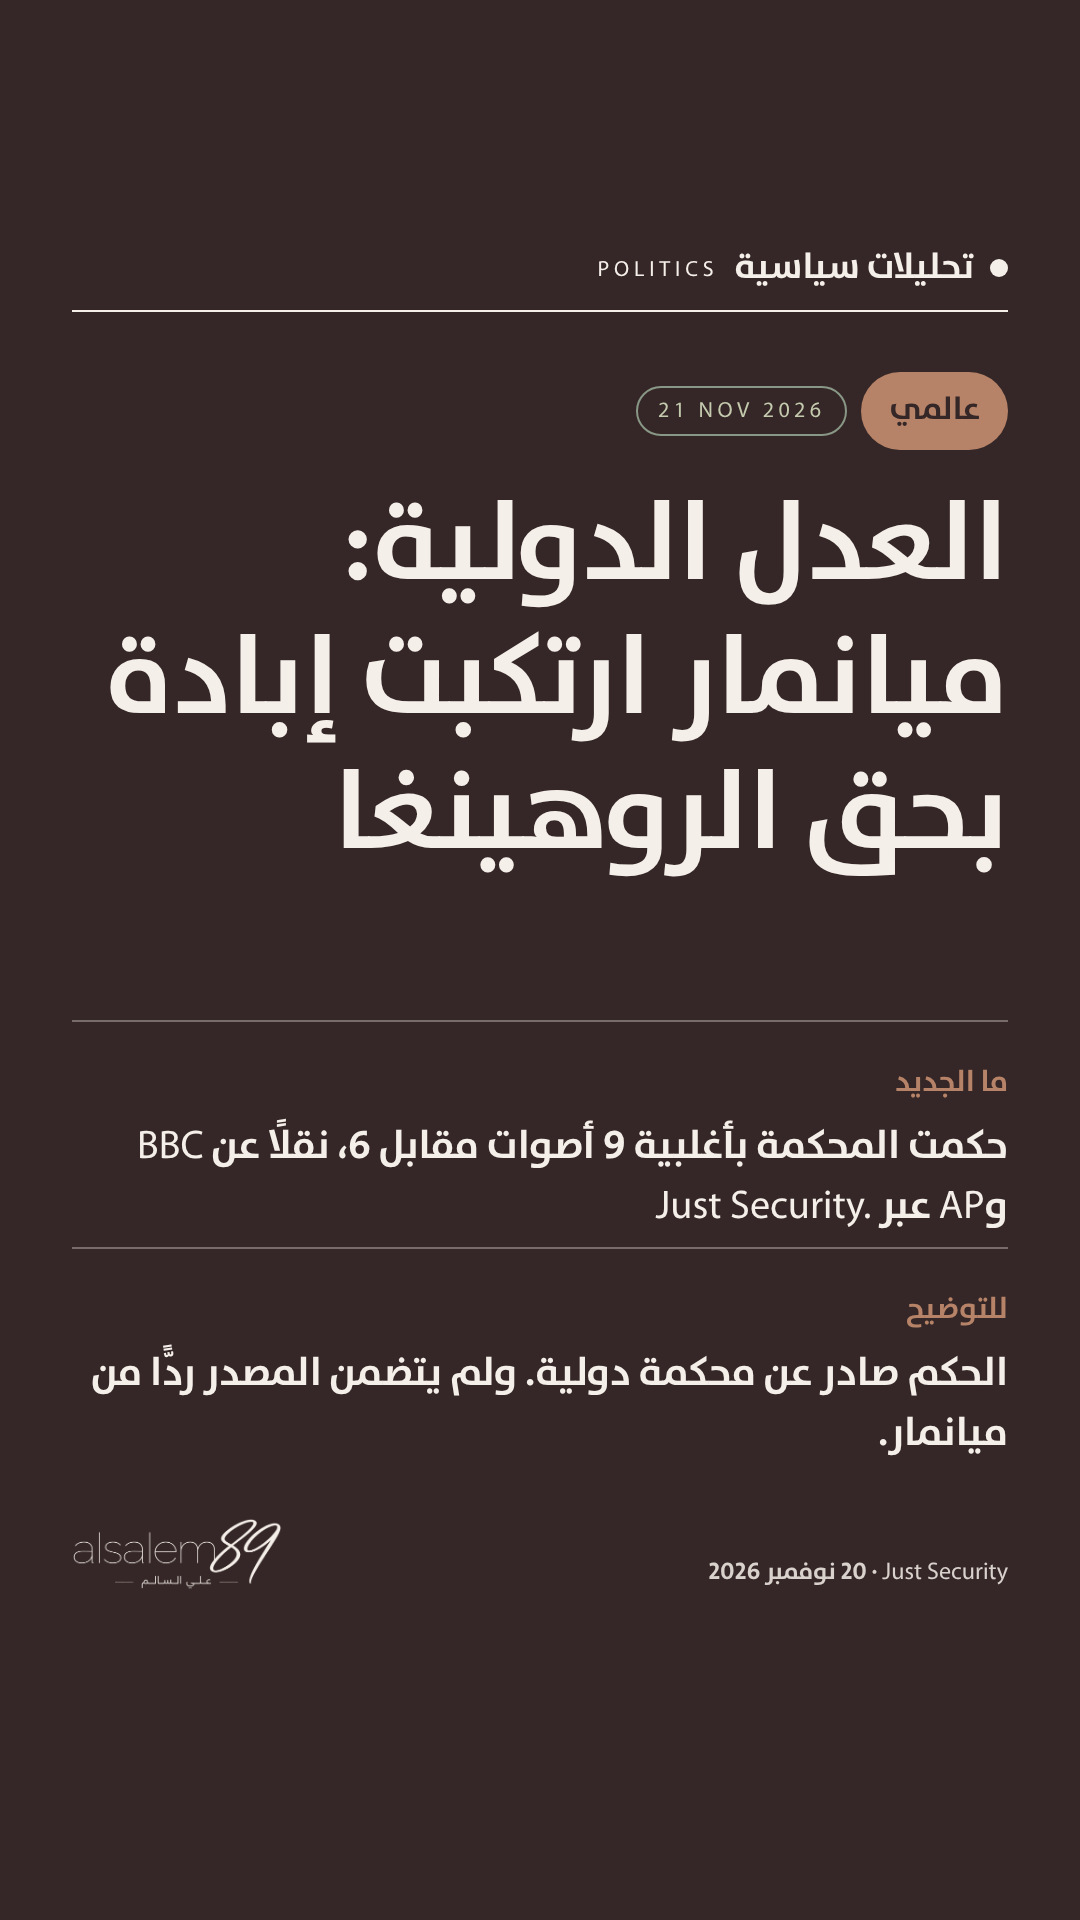 تحليلات سياسية POLITICS
عالمي 21 NOV 2026
العدل الدولية:
ميانمار ارتكبت إبادة
بحق الروهينغا
ما الجديد
حكمت المحكمة بأغلبية 9 أصوات مقابل 6، نقلًا عن BBC
وAP عبر Just Security.
للتوضيح
الحكم صادر عن محكمة دولية. ولم يتضمن المصدر ردًّا من
ميانمار.
Just Security · 20 نوفمبر 2026
alsalem89
علي السالم